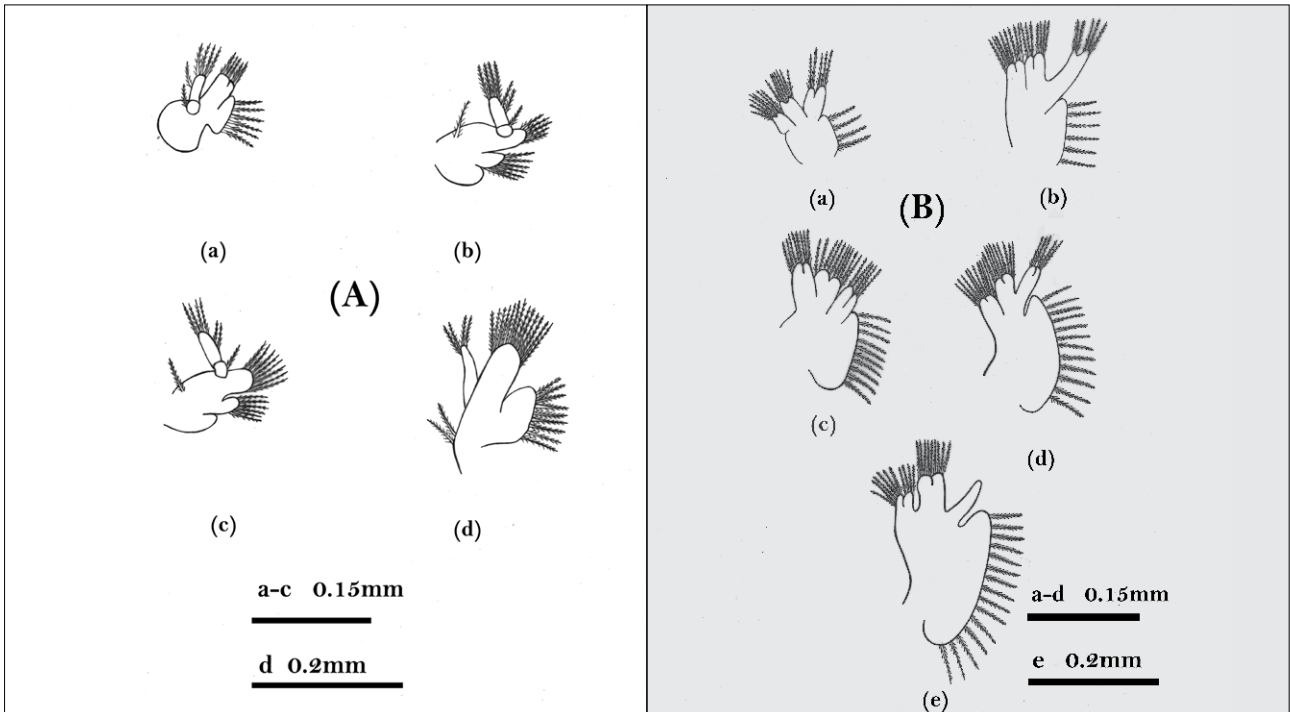 (a)
(b)
(A)
(c)
(d)
a-c 0.15mm
d 0.2mm
(a)
(b)
(B)
(c)
(d)
(e)
a-d 0.15mm
e 0.2mm